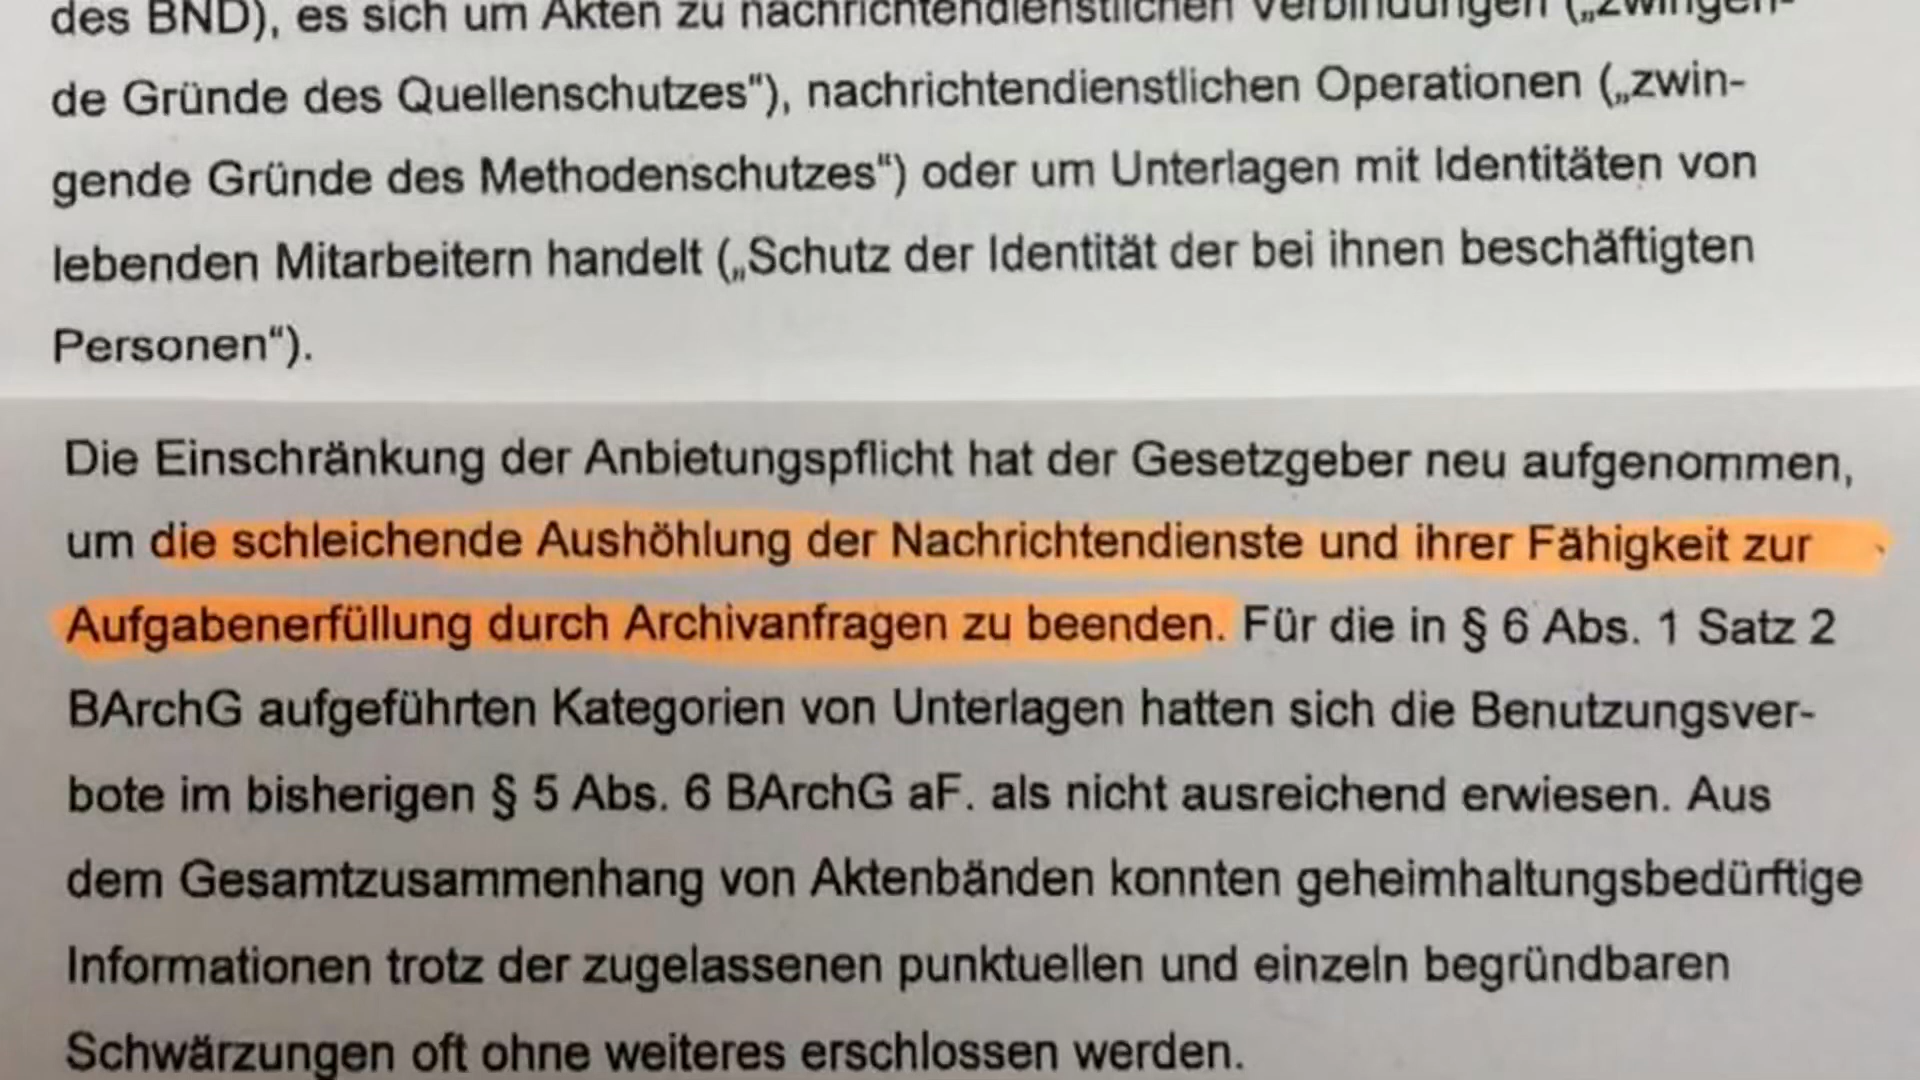 des BND), es sich um Akten zu nachrichtendienstlichen Verbindungen („zwingen-
de Gründe des Quellenschutzes“), nachrichtendienstlichen Operationen („zwin-
gende Gründe des Methodenschutzes“) oder um Unterlagen mit Identitäten von
lebenden Mitarbeitern handelt („Schutz der Identität der bei ihnen beschäftigten
Personen“).
Die Einschränkung der Anbietungspflicht hat der Gesetzgeber neu aufgenommen,
um die schleichende Aushöhlung der Nachrichtendienste und ihrer Fähigkeit zur
Aufgabenerfüllung durch Archivanfragen zu beenden. Für die in § 6 Abs. 1 Satz 2
BArchG aufgeführten Kategorien von Unterlagen hatten sich die Benutzungsver-
bote im bisherigen § 5 Abs. 6 BArchG aF. als nicht ausreichend erwiesen. Aus
dem Gesamtzusammenhang von Aktenbänden konnten geheimhaltungsbedürftige
Informationen trotz der zugelassenen punktuellen und einzeln begründbaren
Schwärzungen oft ohne weiteres erschlossen werden.